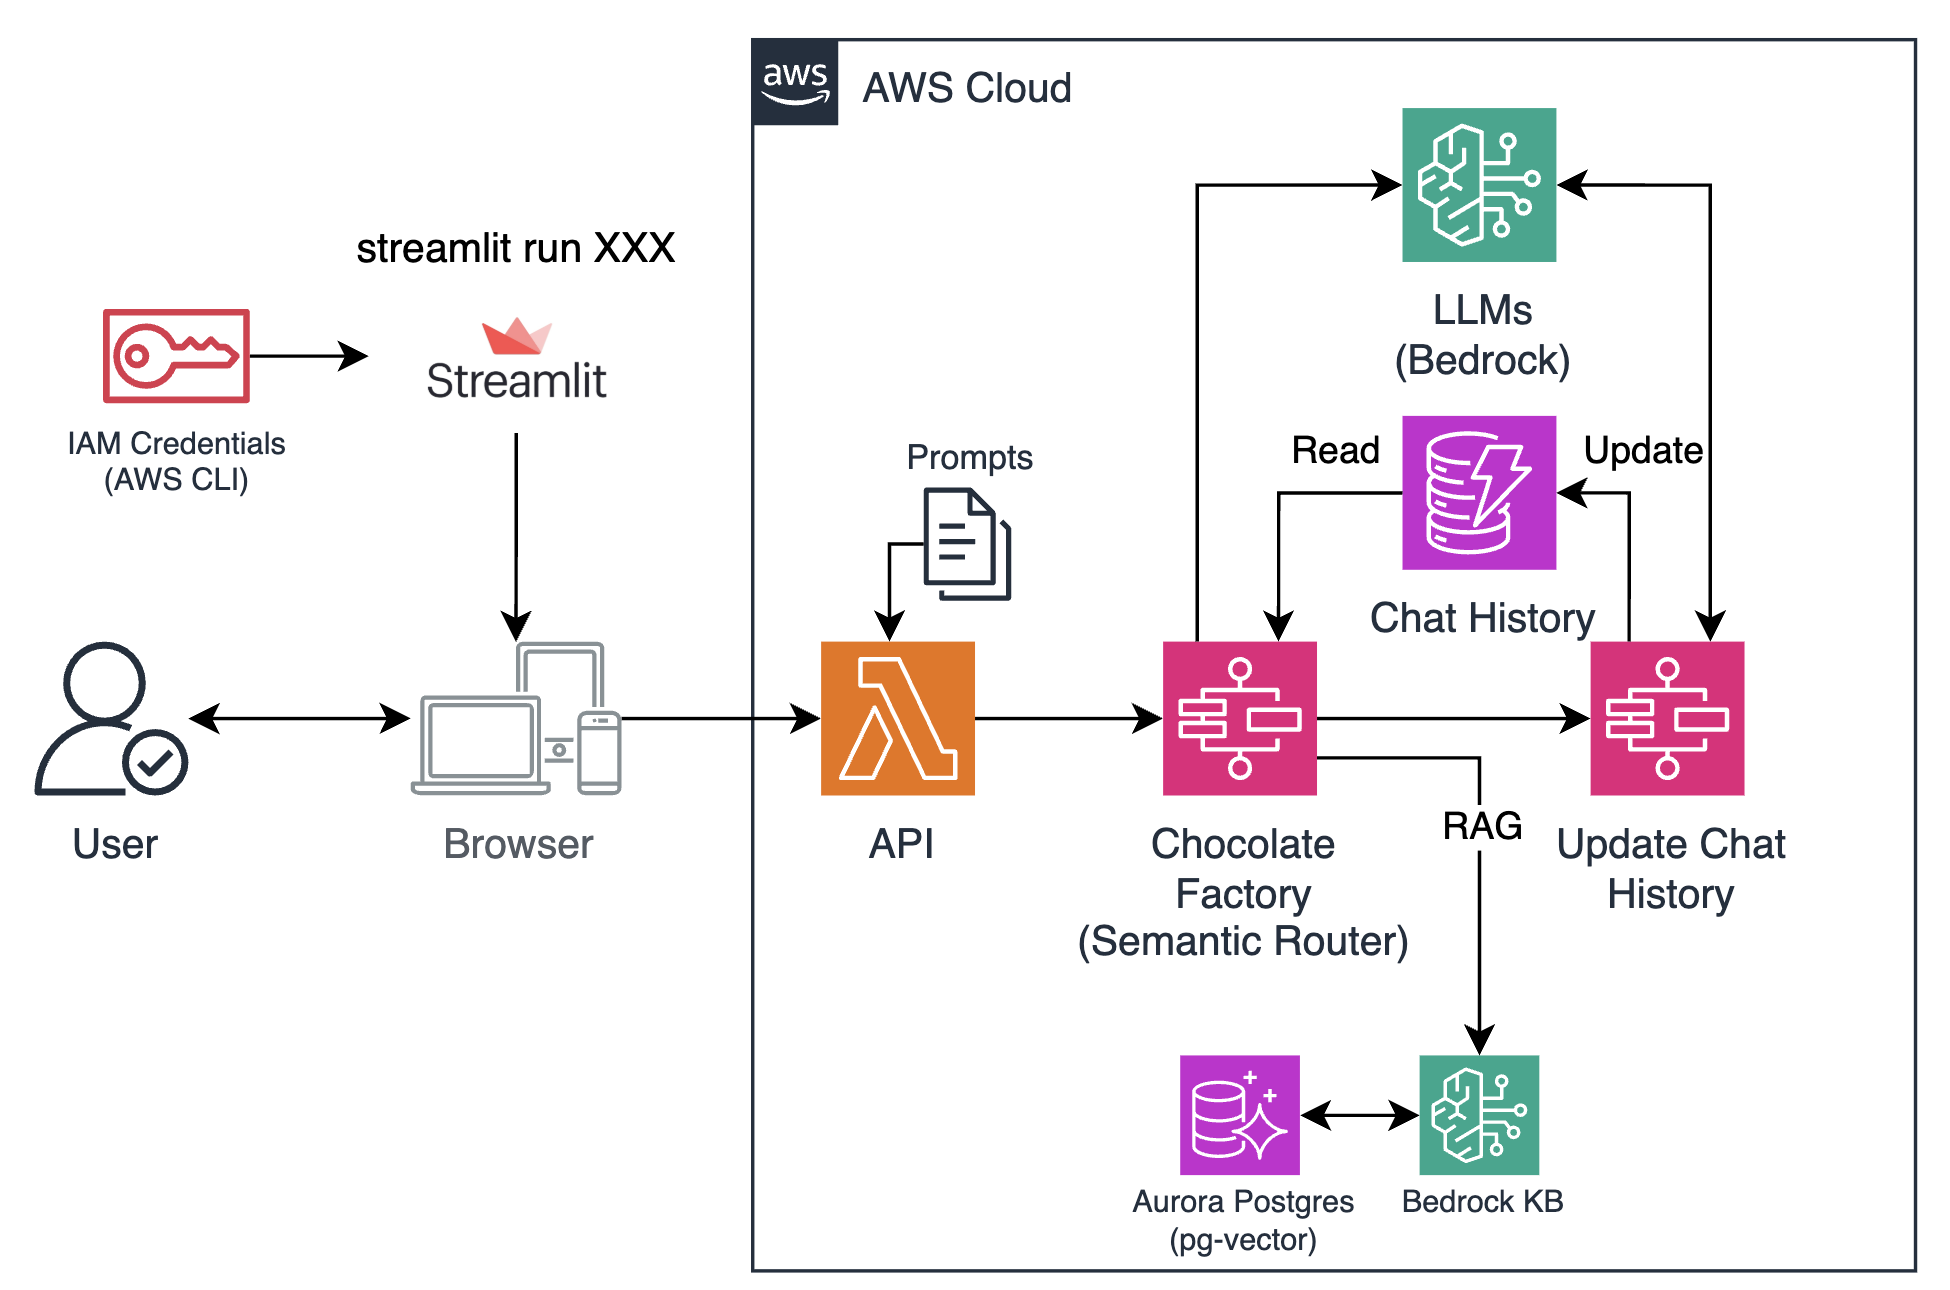 aws
AWS Cloud
streamlit run XXX
Streamlit
IAM Credentials
(AWS CLI)
LLMs
(Bedrock)
Prompts
Read
Update
Chat History
User
Browser
API
Chocolate
Factory
(Semantic Router)
RAG
Update Chat
History
Aurora Postgres
(pg-vector)
Bedrock KB